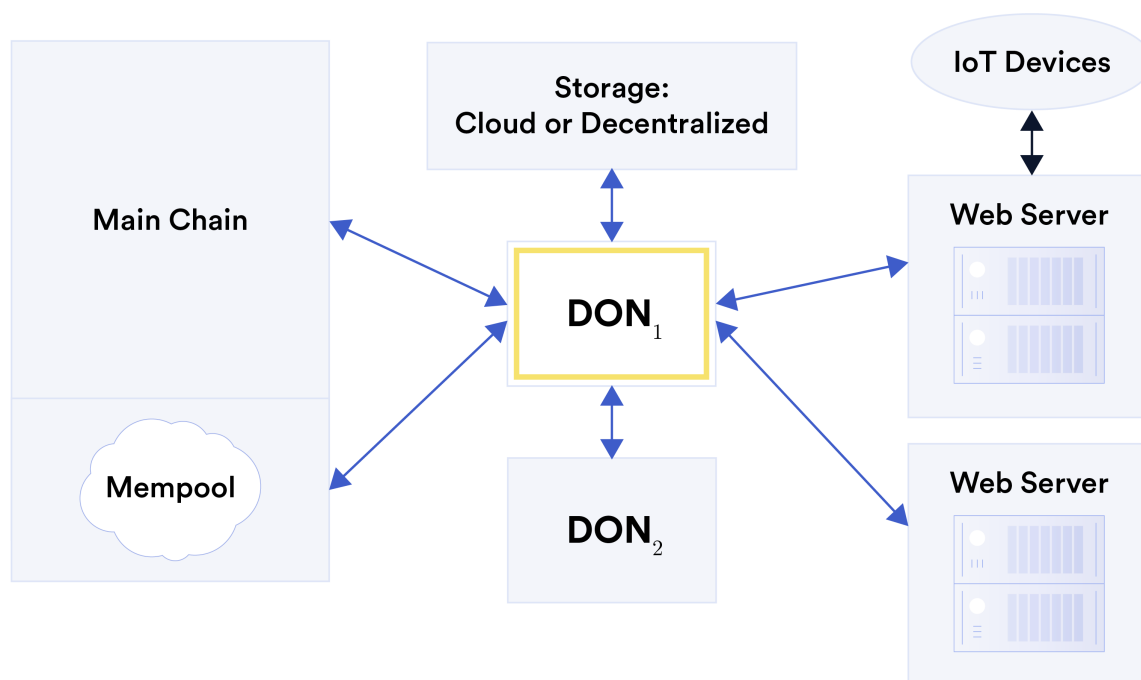 Main Chain
Mempool
Storage:
Cloud or Decentralized
DON₁
DON₂
IoT Devices
Web Server
Web Server